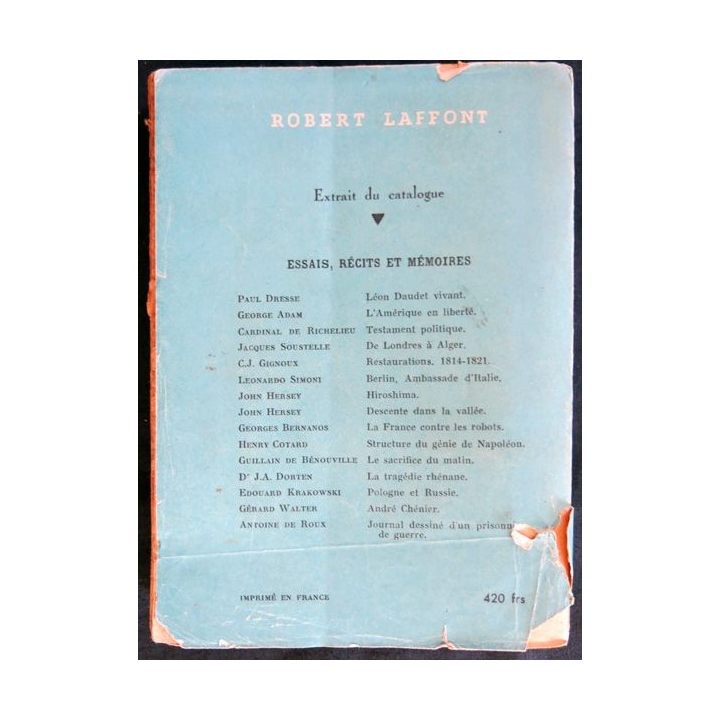 ROBERT LAFFONT
Extrait du catalogue
ESSAIS, RÉCITS ET MÉMOIRES
PAUL DRESSE Léon Daudet vivant.
GEORGE ADAM L'Amérique en liberté.
CARDINAL DE RICHELIEU Testament politique.
JACQUES SOUSTELLE De Londres à Alger.
C.J. GIGNOUX Restaurations. 1814-1821.
LEONARDO SIMONI Berlin, Ambassade d'Italie.
JOHN HERSEY Hiroshima.
JOHN HERSEY Descente dans la vallée.
GEORGES BERNANOS La France contre les robots.
HENRY COTARD Structure du génie de Napoléon.
GUILLAIN DE BÉNOUVILLE Le sacrifice du matin.
Dr J.A. DORTEN La tragédie rhénane.
EDOUARD KRAKOWSKI Pologne et Russie.
GÉRARD WALTER André Chénier.
ANTOINE DE ROUX Journal dessiné d'un prisonni
de guerre.
IMPRIMÉ EN FRANCE 420 frs